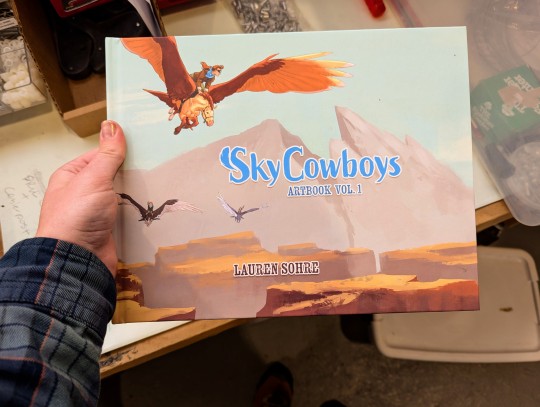 SkyCowboys
ARTBOOK VOL. 1
LAUREN SOHRE